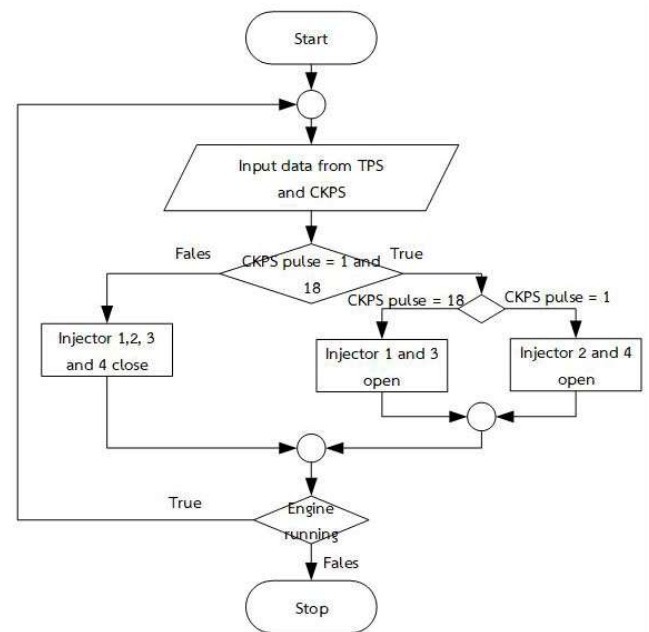 Start
Input data from TPS
and CKPS
Fales
CKPS pulse = 1 and
18
True
CKPS pulse = 18
CKPS pulse = 1
Injector 1,2, 3
and 4 close
Injector 1 and 3
open
Injector 2 and 4
open
True
Engine
running
Fales
Stop